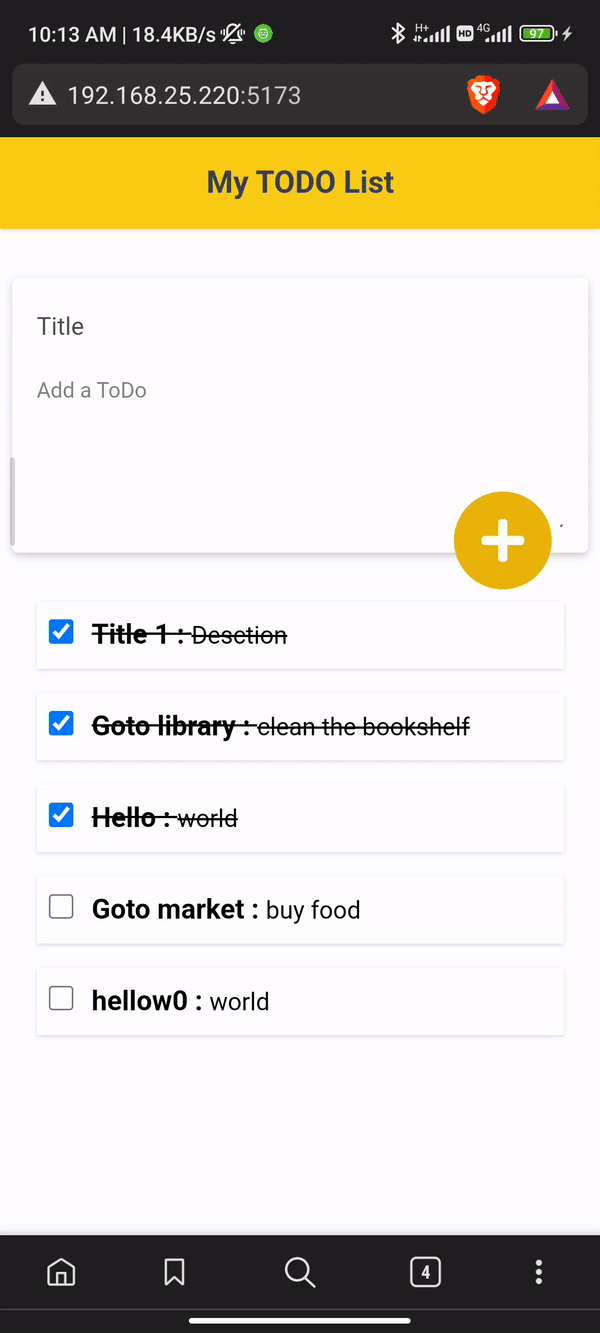 10:13 AM | 18.4KB/s H+ HD 4G 97
192.168.25.220:5173
My TODO List
Title
Add a ToDo
Title 1 : Desction
Goto library : clean the bookshelf
Hello : world
Goto market : buy food
hellow0 : world
4